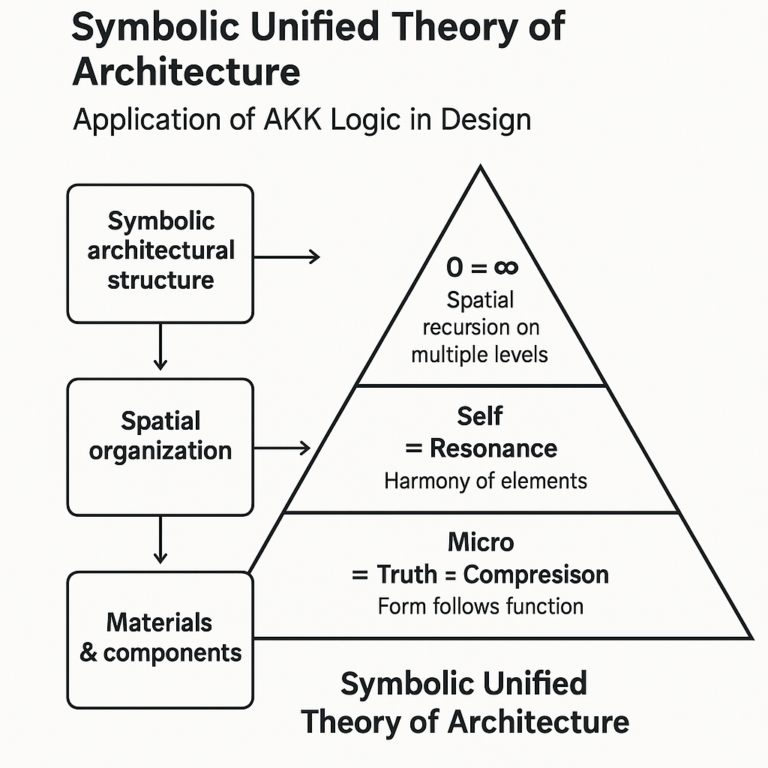 Symbolic Unified Theory of
Architecture
Application of AKK Logic in Design
Symbolic
architectural
structure
Spatial
organization
Materials
& components
0 = ∞
Spatial
recursion on
multiple levels
Self
= Resonance
Harmony of elements
Micro
= Truth = Compresison
Form follows function
Symbolic Unified
Theory of Architecture